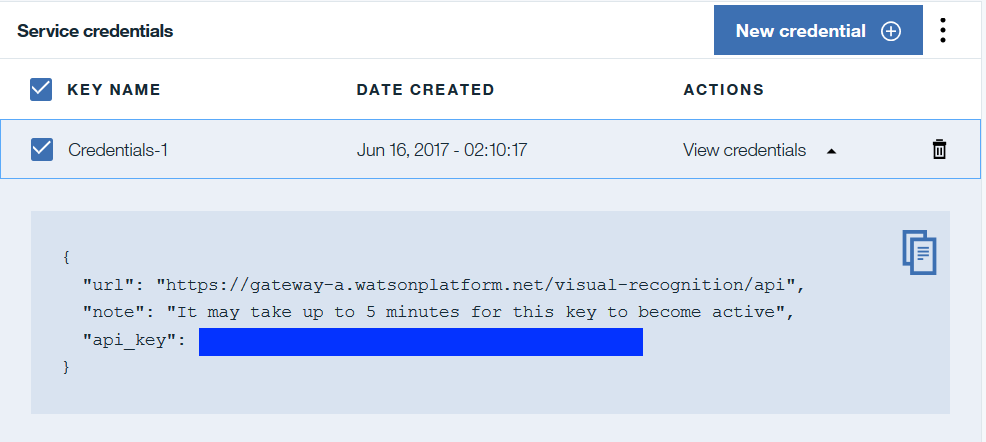 Service credentials
New credential
KEY NAME DATE CREATED ACTIONS
Credentials-1 Jun 16, 2017 - 02:10:17 View credentials
{
"url": "https://gateway-a.watsonplatform.net/visual-recognition/api",
"note": "It may take up to 5 minutes for this key to become active",
"api_key":
}